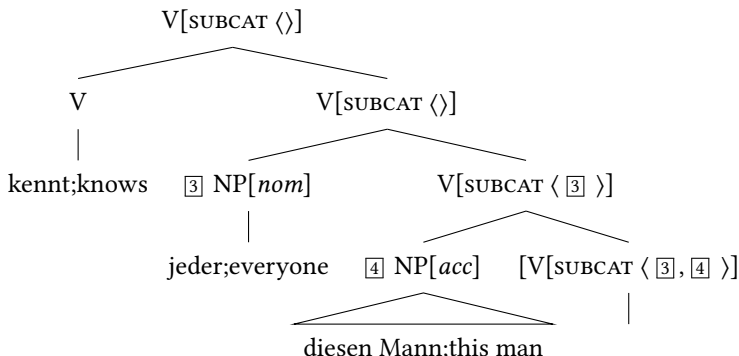 V[SUBCAT ⟨⟩]
V V[SUBCAT ⟨⟩]
kennt;knows 3 NP[nom] V[SUBCAT ⟨ 3 ⟩]
jeder;everyone 4 NP[acc] [V[SUBCAT ⟨ 3 , 4 ⟩]
diesen Mann;this man